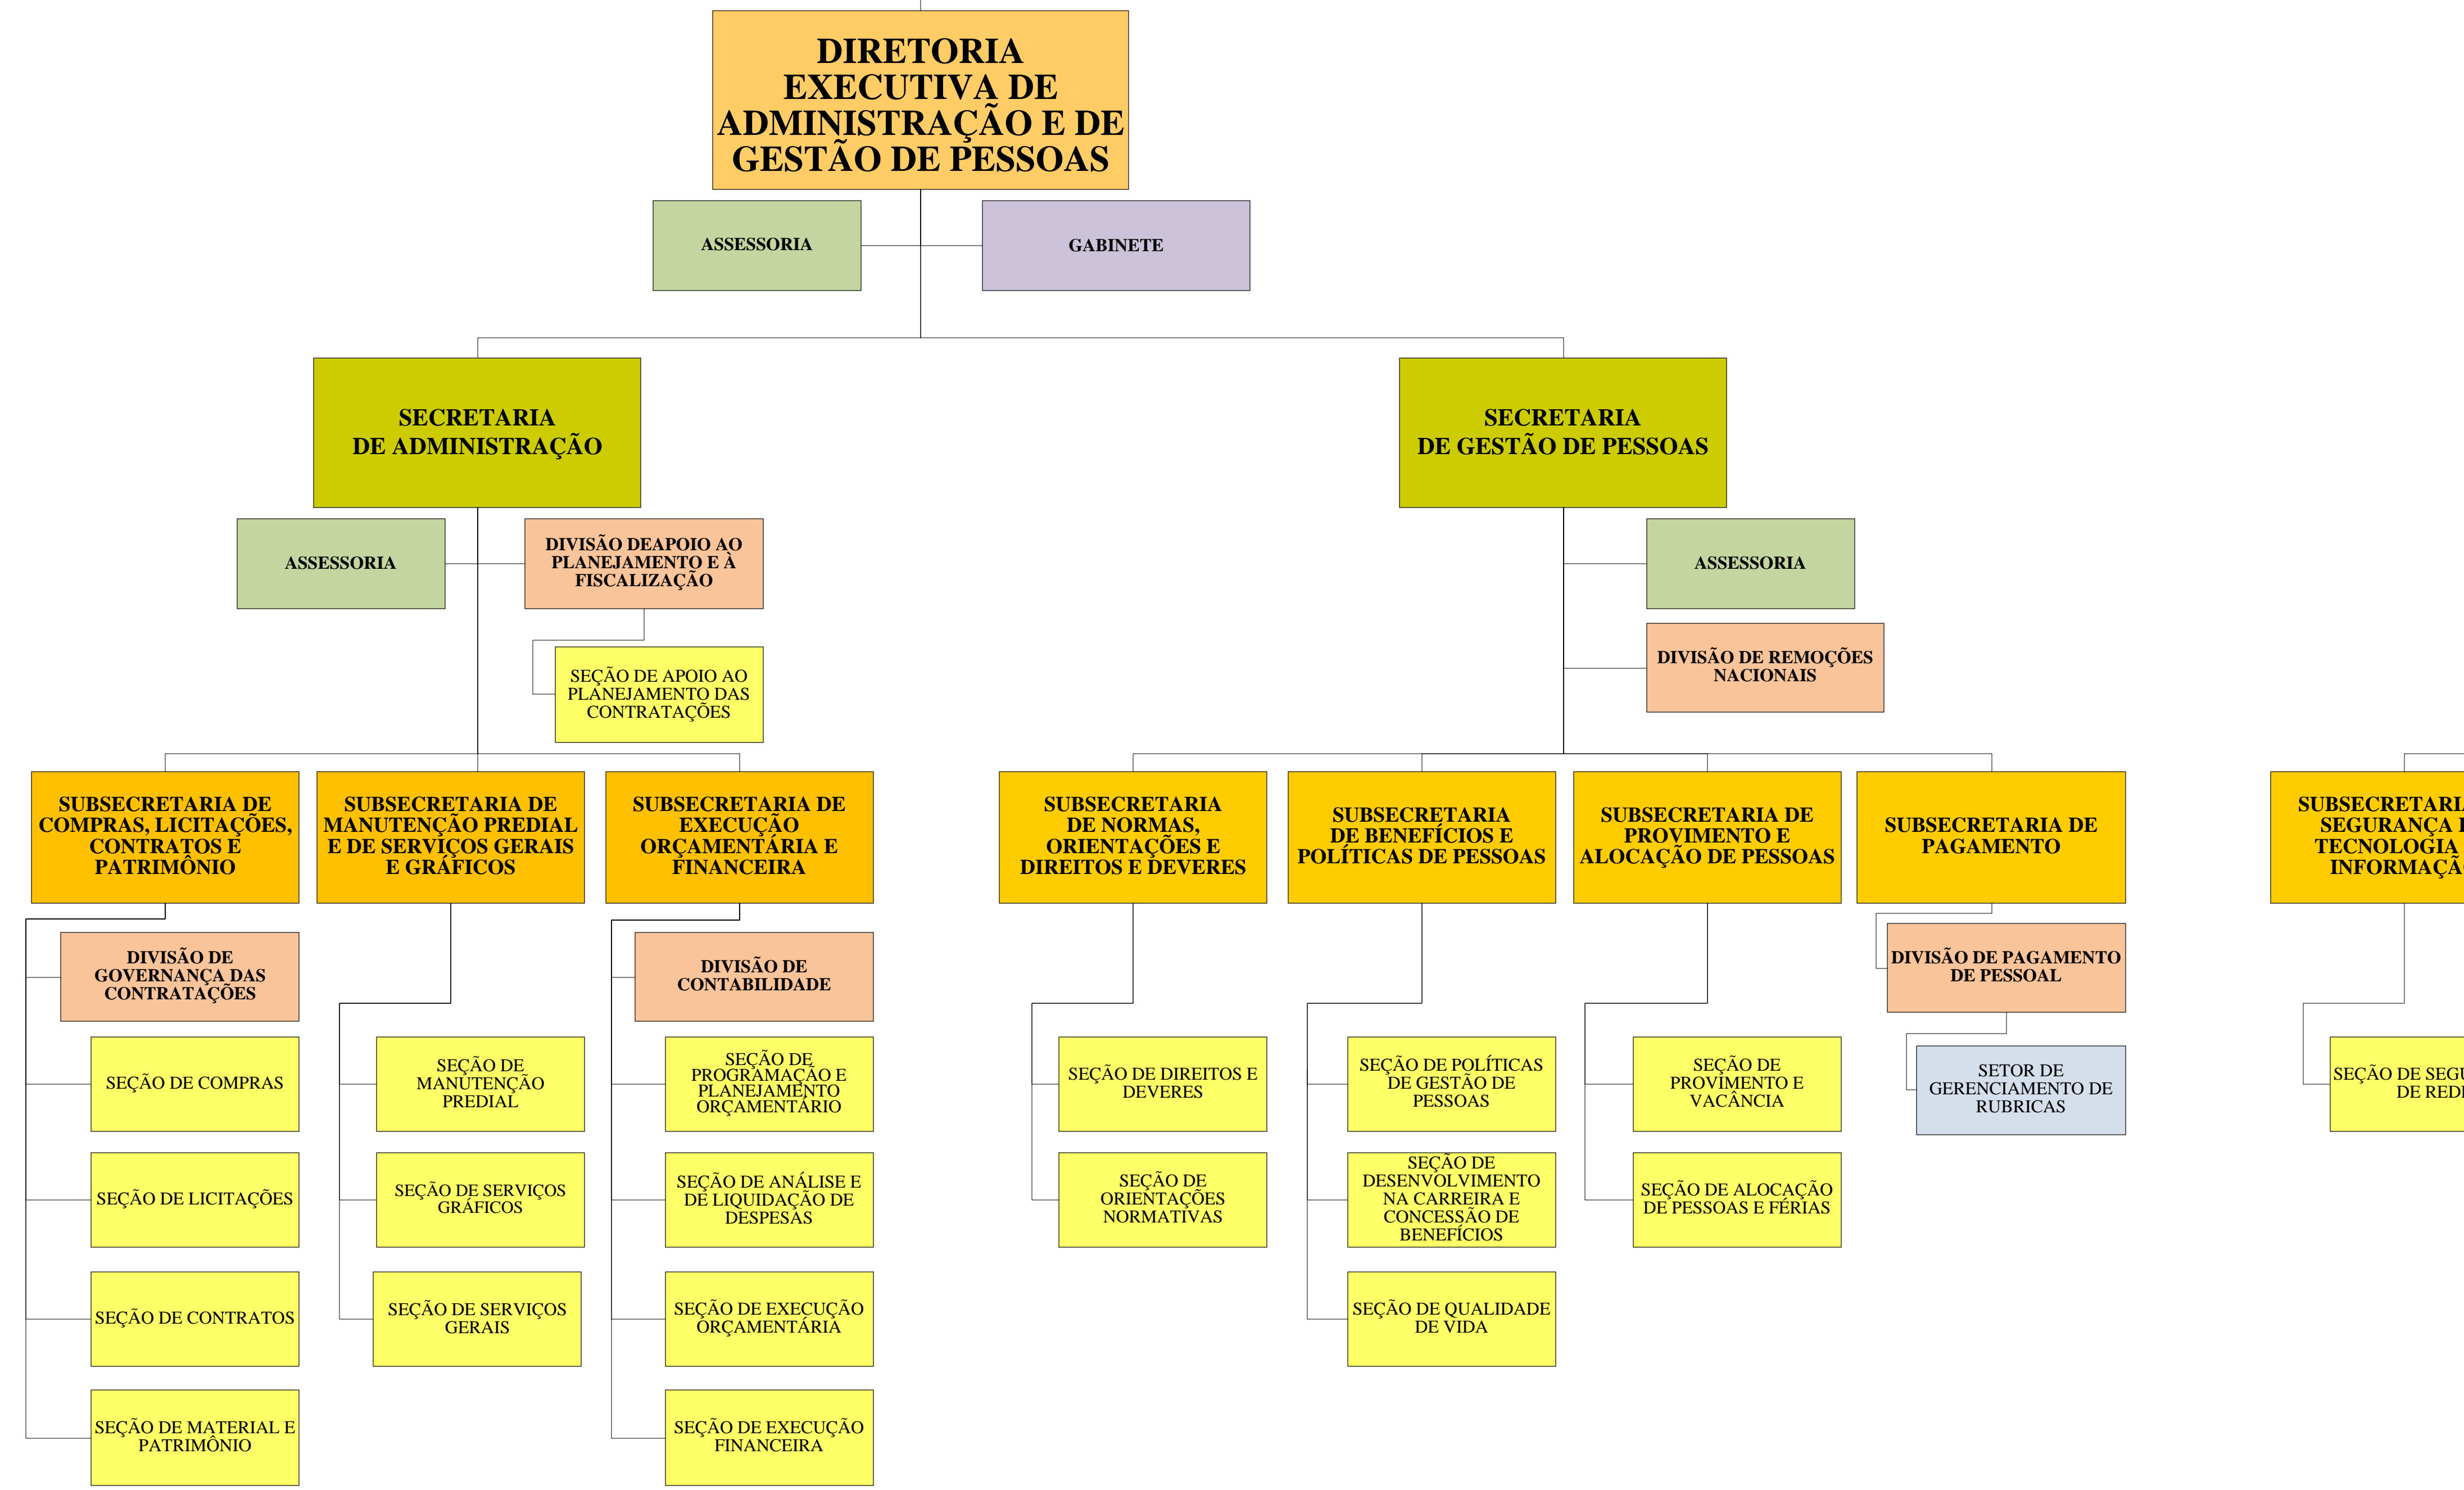 DIRETORIA
EXECUTIVA DE
ADMINISTRAÇÃO E DE
GESTÃO DE PESSOAS
ASSESSORIA
GABINETE
SECRETARIA
DE ADMINISTRAÇÃO
SECRETARIA
DE GESTÃO DE PESSOAS
ASSESSORIA
DIVISÃO DEAPOIO AO
PLANEJAMENTO E À
FISCALIZAÇÃO
ASSESSORIA
SEÇÃO DE APOIO AO
PLANEJAMENTO DAS
CONTRATAÇÕES
DIVISÃO DE REMOÇÕES
NACIONAIS
SUBSECRETARIA DE
COMPRAS, LICITAÇÕES,
CONTRATOS E
PATRIMÔNIO
SUBSECRETARIA DE
MANUTENÇÃO PREDIAL
E DE SERVIÇOS GERAIS
E GRÁFICOS
SUBSECRETARIA DE
EXECUÇÃO
ORÇAMENTÁRIA E
FINANCEIRA
SUBSECRETARIA
DE NORMAS,
ORIENTAÇÕES E
DIREITOS E DEVERES
SUBSECRETARIA
DE BENEFÍCIOS E
POLÍTICAS DE PESSOAS
SUBSECRETARIA DE
PROVIMENTO E
ALOCAÇÃO DE PESSOAS
SUBSECRETARIA DE
PAGAMENTO
SUBSECRETARI
SEGURANÇA
TECNOLOGIA
INFORMAÇÃ
DIVISÃO DE
GOVERNANÇA DAS
CONTRATAÇÕES
DIVISÃO DE
CONTABILIDADE
DIVISÃO DE PAGAMENTO
DE PESSOAL
SEÇÃO DE COMPRAS
SEÇÃO DE
MANUTENÇÃO
PREDIAL
SEÇÃO DE
PROGRAMAÇÃO E
PLANEJAMENTO
ORÇAMENTÁRIO
SEÇÃO DE DIREITOS E
DEVERES
SEÇÃO DE POLÍTICAS
DE GESTÃO DE
PESSOAS
SEÇÃO DE
PROVIMENTO E
VACÂNCIA
SETOR DE
GERENCIAMENTO DE
RUBRICAS
SEÇÃO DE SEGU
DE RED
SEÇÃO DE LICITAÇÕES
SEÇÃO DE SERVIÇOS
GRÁFICOS
SEÇÃO DE ANÁLISE E
DE LIQUIDAÇÃO DE
DESPESAS
SEÇÃO DE
ORIENTAÇÕES
NORMATIVAS
SEÇÃO DE
DESENVOLVIMENTO
NA CARREIRA E
CONCESSÃO DE
BENEFÍCIOS
SEÇÃO DE ALOCAÇÃO
DE PESSOAS E FÉRIAS
SEÇÃO DE CONTRATOS
SEÇÃO DE SERVIÇOS
GERAIS
SEÇÃO DE EXECUÇÃO
ORÇAMENTÁRIA
SEÇÃO DE QUALIDADE
DE VIDA
SEÇÃO DE MATERIAL E
PATRIMÔNIO
SEÇÃO DE EXECUÇÃO
FINANCEIRA